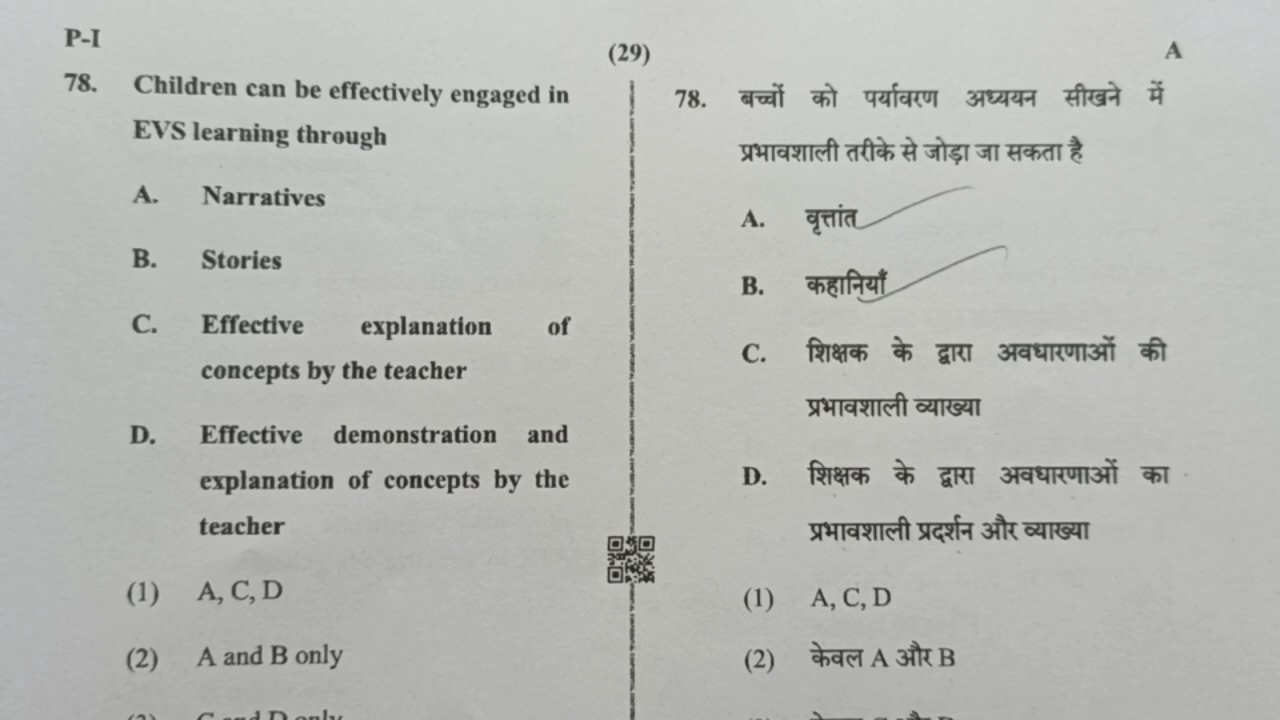 P-I
(29)
A
78. Children can be effectively engaged in
EVS learning through
A. Narratives
B. Stories
C. Effective explanation of
concepts by the teacher
D. Effective demonstration and
explanation of concepts by the
teacher
(1) A, C, D
(2) A and B only
(3) C and D only
78. बच्चों को पर्यावरण अध्ययन सीखने में
प्रभावशाली तरीके से जोड़ा जा सकता है
A. वृत्तांत
B. कहानियाँ
C. शिक्षक के द्वारा अवधारणाओं की
प्रभावशाली व्याख्या
D. शिक्षक के द्वारा अवधारणाओं का
प्रभावशाली प्रदर्शन और व्याख्या
(1) A, C, D
(2) केवल A और B